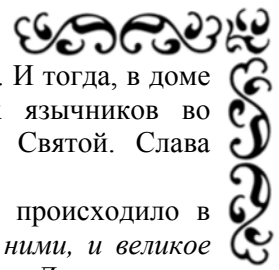 . И тогда, в доме
язычников во
Святой. Слава
происходило в
ними, и великое